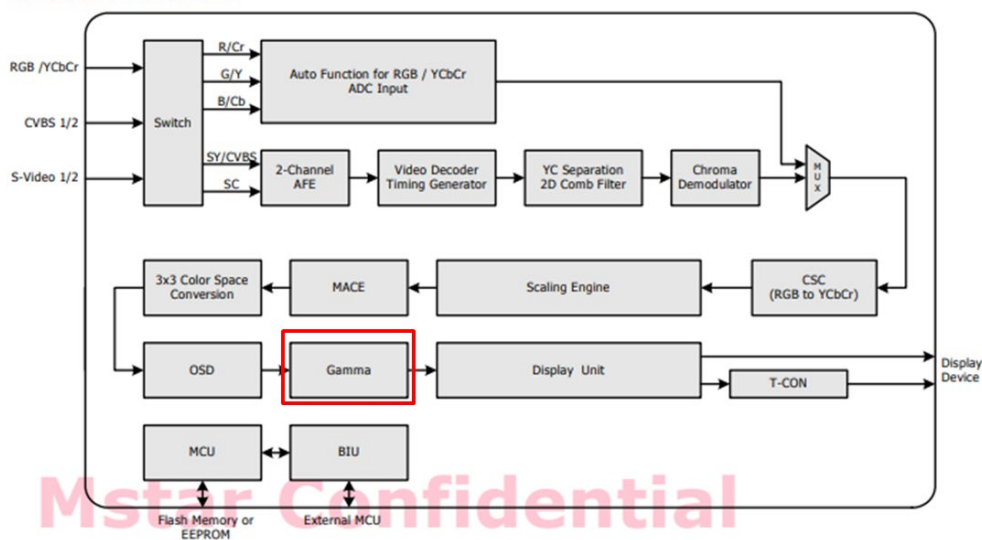 RGB /YCbCr
CVBS 1/2
S-Video 1/2
Switch
R/Cr
G/Y
B/Cb
SY/CVBS
SC
Auto Function for RGB / YCbCr
ADC Input
2-Channel
AFE
Video Decoder
Timing Generator
YC Separation
2D Comb Filter
Chroma
Demodulator
M
U
X
3x3 Color Space
Conversion
MACE
Scaling Engine
CSC
(RGB to YCbCr)
OSD
Gamma
Display Unit
T-CON
Display
Device
MCU
BIU
Mstar Confidential
Flash Memory or
EEPROM
External MCU